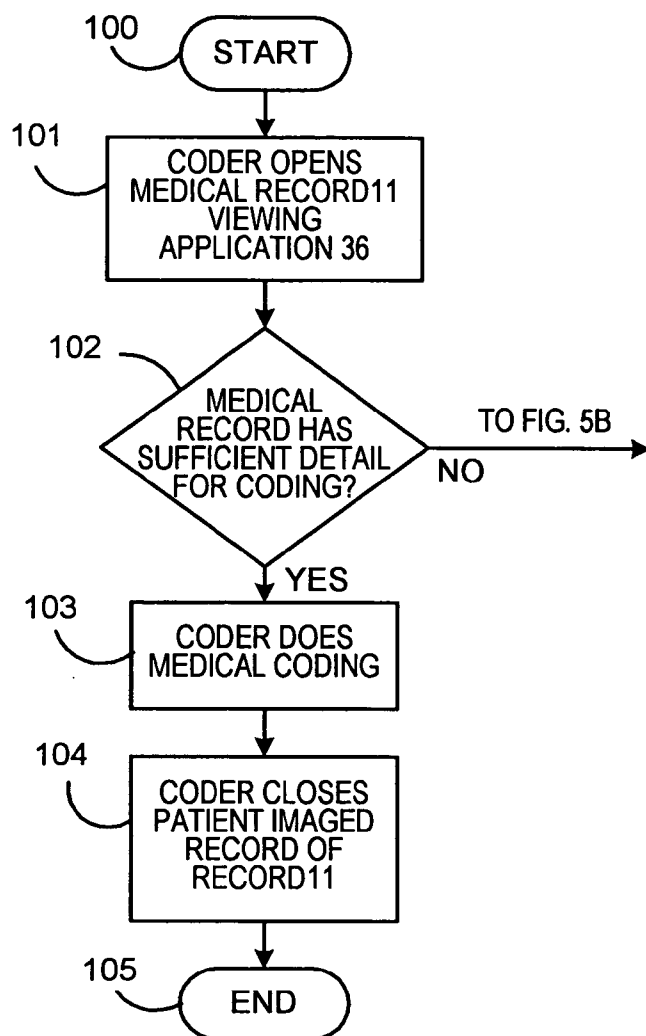 100
START
101
CODER OPENS
MEDICAL RECORD11
VIEWING
APPLICATION 36
102
MEDICAL
RECORD HAS
SUFFICIENT DETAIL
FOR CODING?
TO FIG. 5B
NO
YES
103
CODER DOES
MEDICAL CODING
104
CODER CLOSES
PATIENT IMAGED
RECORD OF
RECORD11
105
END